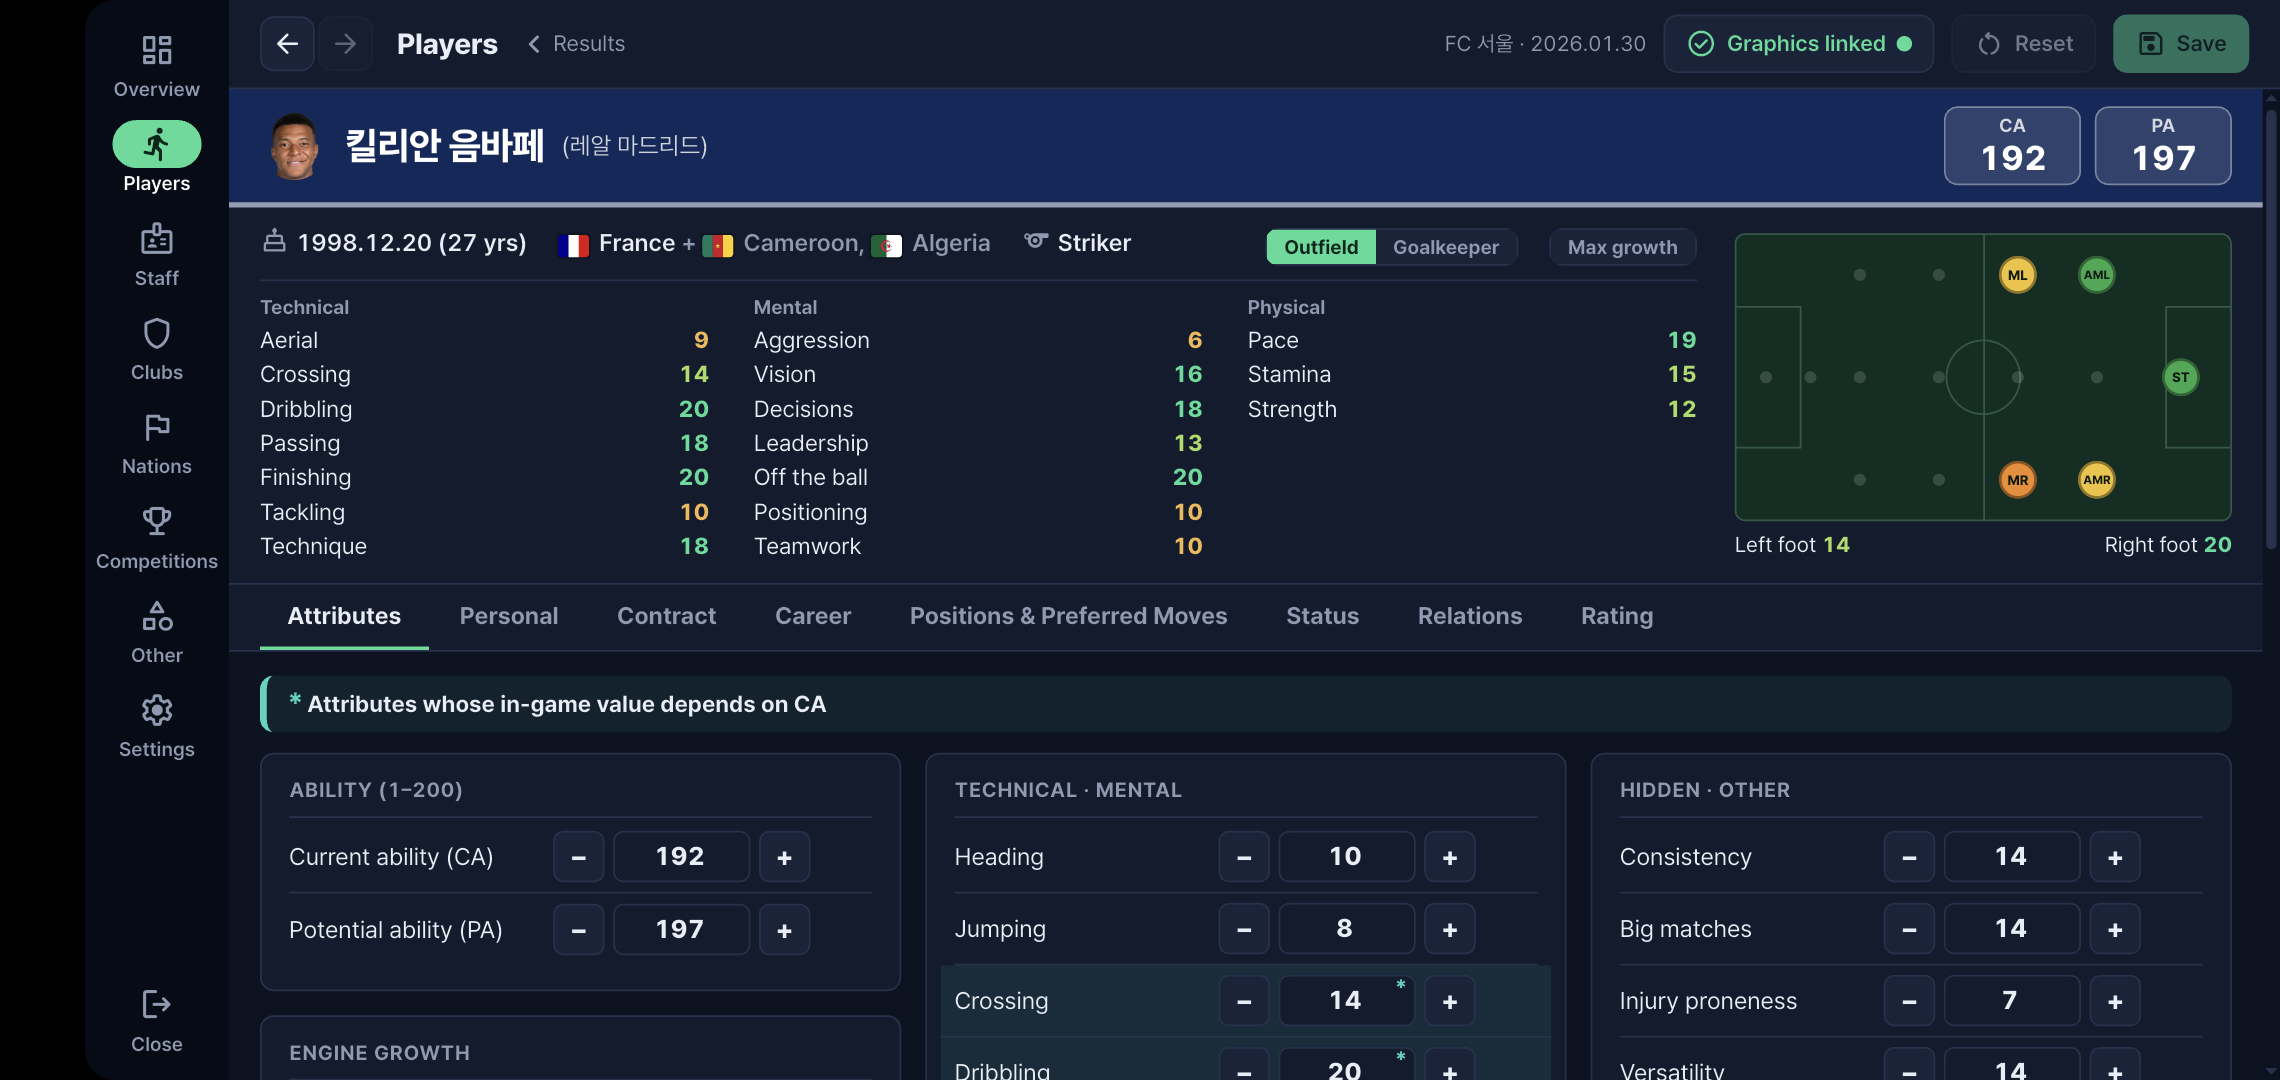 Overview
Players
Staff
Clubs
Nations
Competitions
Other
Settings
Close
Players
Results
FC 서울 · 2026.01.30
Graphics linked
Reset
Save
킬리안 음바페 (레알 마드리드)
CA
192
PA
197
1998.12.20 (27 yrs)
France + Cameroon, Algeria
Striker
Outfield
Goalkeeper
Max growth
Technical
Aerial 9
Crossing 14
Dribbling 20
Passing 18
Finishing 20
Tackling 10
Technique 18
Mental
Aggression 6
Vision 16
Decisions 18
Leadership 13
Off the ball 20
Positioning 10
Teamwork 10
Physical
Pace 19
Stamina 15
Strength 12
ML
AML
ST
MR
AMR
Left foot 14
Right foot 20
Attributes
Personal
Contract
Career
Positions & Preferred Moves
Status
Relations
Rating
* Attributes whose in-game value depends on CA
ABILITY (1–200)
Current ability (CA) − 192 +
Potential ability (PA) − 197 +
ENGINE GROWTH
TECHNICAL · MENTAL
Heading − 10 +
Jumping − 8 +
Crossing − 14 * +
Dribbling − 20 * +
HIDDEN · OTHER
Consistency − 14 +
Big matches − 14 +
Injury proneness − 7 +
Versatility − 14 +